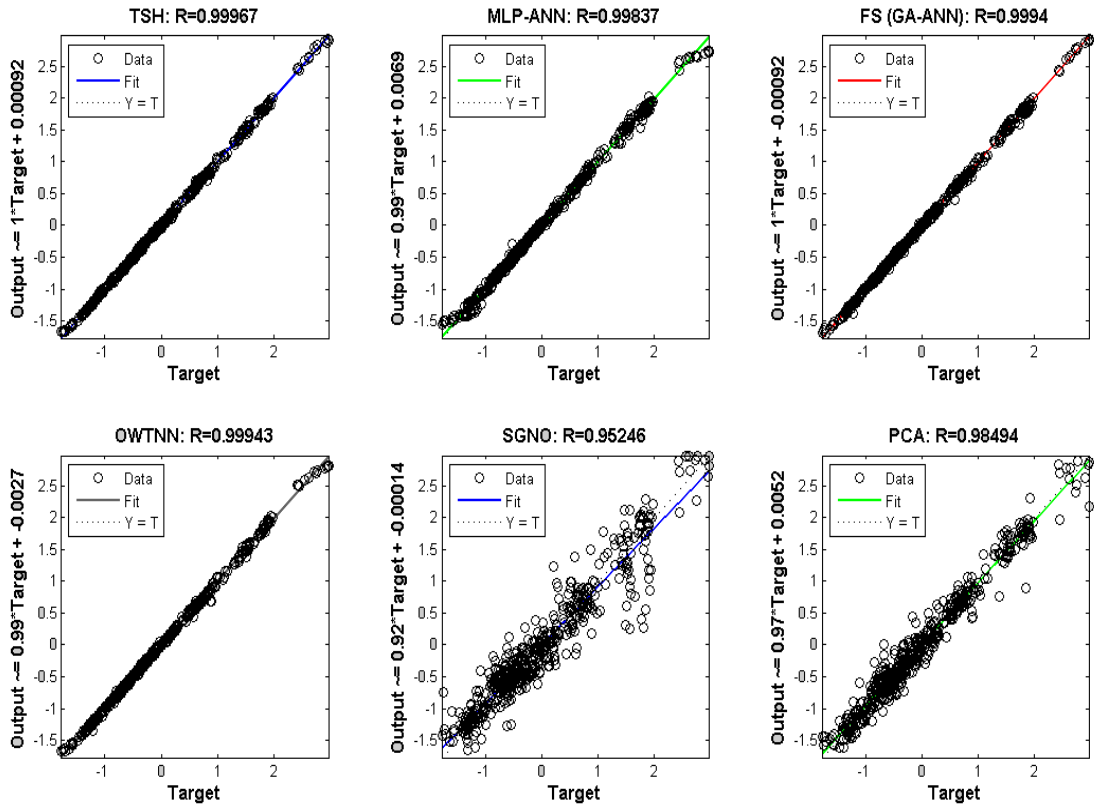 TSH: R=0.99967
Output ~= 1*Target + 0.00092
Data
Fit
Y = T
2.5
2
1.5
1
0.5
0
-0.5
-1
-1.5
-1 0 1 2
Target
MLP-ANN: R=0.99837
Output ~= 0.99*Target + 0.0069
Data
Fit
Y = T
2.5
2
1.5
1
0.5
0
-0.5
-1
-1.5
-1 0 1 2
Target
FS (GA-ANN): R=0.9994
Output ~= 1*Target + -0.00092
Data
Fit
Y = T
2.5
2
1.5
1
0.5
0
-0.5
-1
-1.5
-1 0 1 2
Target
OWTNN: R=0.99943
Output ~= 0.99*Target + -0.0027
Data
Fit
Y = T
2.5
2
1.5
1
0.5
0
-0.5
-1
-1.5
-1 0 1 2
Target
SGNO: R=0.95246
Output ~= 0.92*Target + -0.00014
Data
Fit
Y = T
2.5
2
1.5
1
0.5
0
-0.5
-1
-1.5
-1 0 1 2
Target
PCA: R=0.98494
Output ~= 0.97*Target + 0.0052
Data
Fit
Y = T
2.5
2
1.5
1
0.5
0
-0.5
-1
-1.5
-1 0 1 2
Target